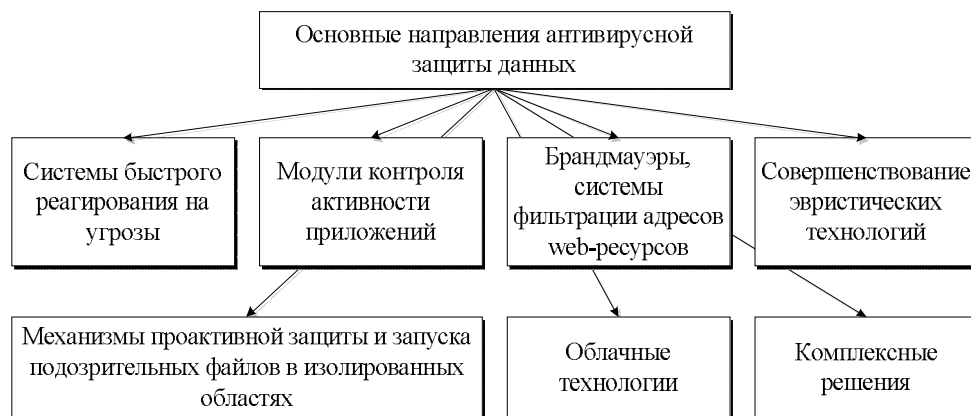 Основные направления антивирусной
защиты данных
Системы быстрого
реагирования на
угрозы
Модули контроля
активности
приложений
Брандмауэры,
системы
фильтрации адресов
web-ресурсов
Совершенствование
эвристических
технологий
Механизмы проактивной защиты и запуска
подозрительных файлов в изолированных
областях
Облачные
технологии
Комплексные
решения